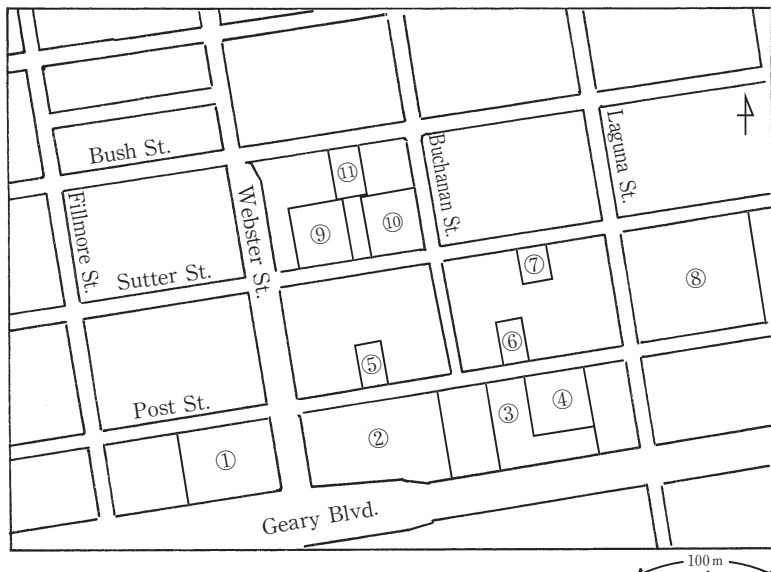 Bush St.
Fillmore St.
Webster St.
Buchanan St.
Laguna St.
Sutter St.
Post St.
Geary Blvd.
⑪
⑨
⑩
⑦
⑧
⑥
⑤
④
③
②
①
100 m